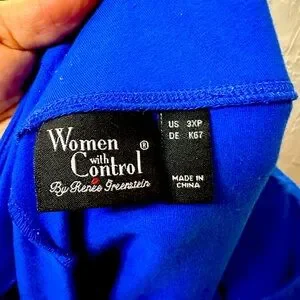 Women
with
Control®
By Renee Greenstein
US 3XP
DE K67
MADE IN
CHINA